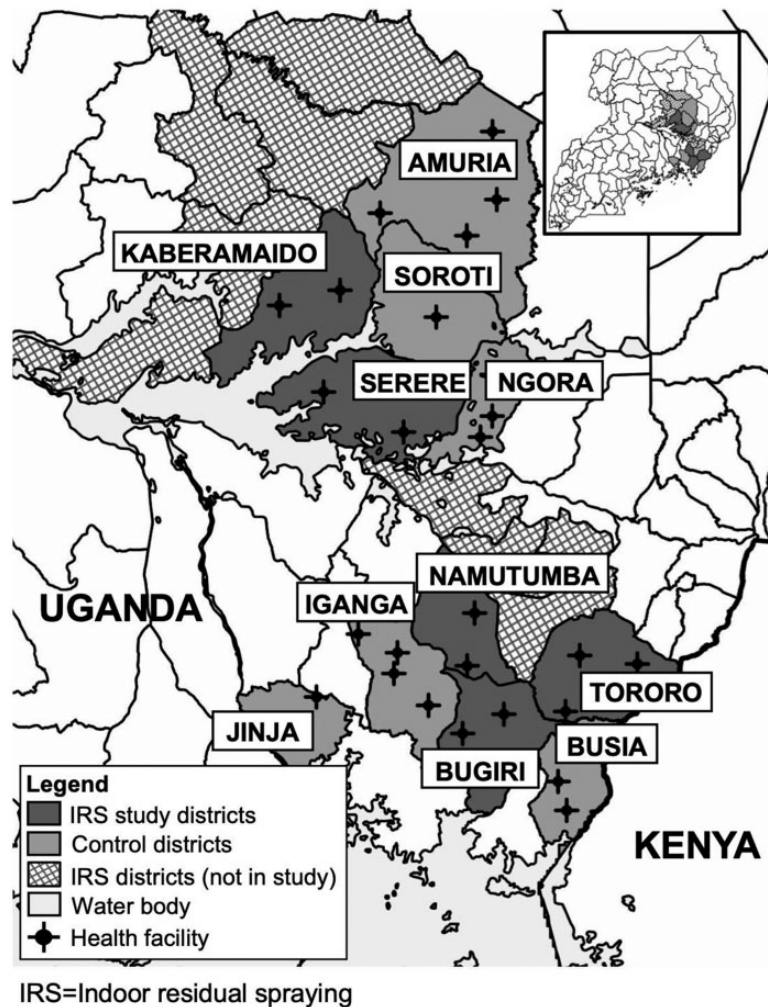 AMURIA
KABERAMAIDO
SOROTI
SERERE
NGORA
NAMUTUMBA
IGANGA
UGANDA
TORORO
JINJA
BUSIA
BUGIRI
KENYA
Legend
IRS study districts
Control districts
IRS districts (not in study)
Water body
Health facility
IRS=Indoor residual spraying